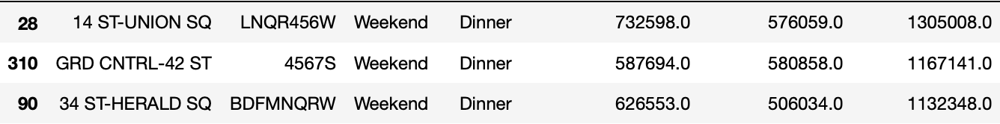 28 14 ST-UNION SQ LNQR456W Weekend Dinner 732598.0 576059.0 1305008.0
310 GRD CNTRL-42 ST 4567S Weekend Dinner 587694.0 580858.0 1167141.0
90 34 ST-HERALD SQ BDFMNQRW Weekend Dinner 626553.0 506034.0 1132348.0